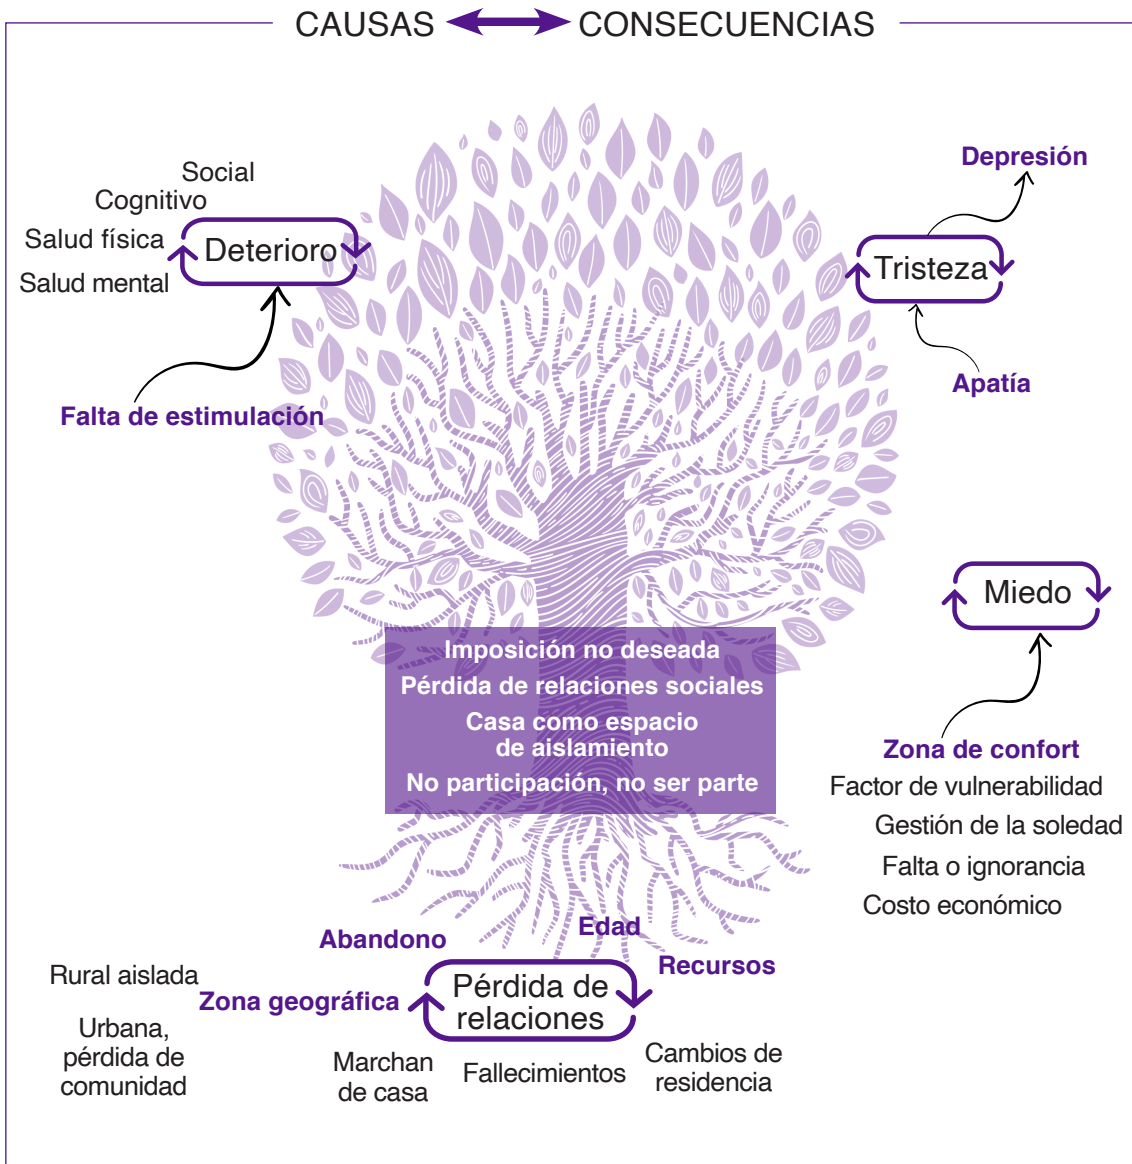 CAUSAS CONSECUENCIAS
Social
Cognitivo
Salud física
Salud mental
Deterioro
Falta de estimulación
Depresión
Tristeza
Apatía
Miedo
Zona de confort
Factor de vulnerabilidad
Gestión de la soledad
Falta o ignorancia
Costo económico
Imposición no deseada
Pérdida de relaciones sociales
Casa como espacio
de aislamiento
No participación, no ser parte
Abandono
Edad
Recursos
Zona geográfica
Rural aislada
Urbana,
pérdida de
comunidad
Pérdida de
relaciones
Marchan
de casa
Fallecimientos
Cambios de
residencia